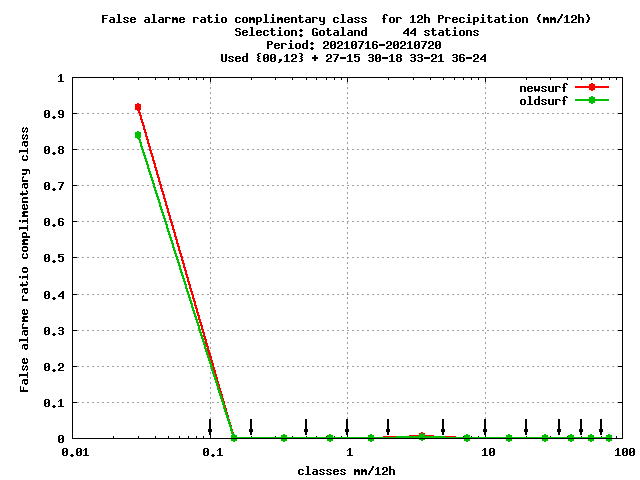 False alarme ratio complimentary class  for 12h Precipitation (mm/12h)
Selection: Gotaland     44 stations
Period: 20210716-20210720
Used {00,12} + 27-15 30-18 33-21 36-24
newsurf
oldsurf
False alarme ratio complimentary class
1
0.9
0.8
0.7
0.6
0.5
0.4
0.3
0.2
0.1
0
0.01 0.1 1 10 100
classes mm/12h